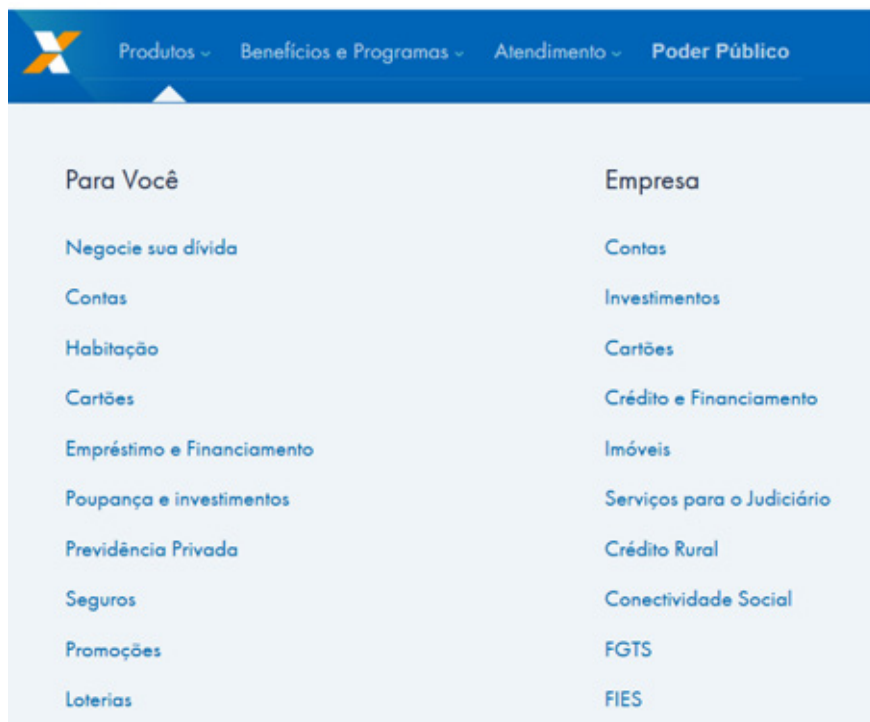 Produtos Benefícios e Programas Atendimento Poder Público
Para Você
Negocie sua dívida
Contas
Habitação
Cartões
Empréstimo e Financiamento
Poupança e investimentos
Previdência Privada
Seguros
Promoções
Loterias
Empresa
Contas
Investimentos
Cartões
Crédito e Financiamento
Imóveis
Serviços para o Judiciário
Crédito Rural
Conectividade Social
FGTS
FIES